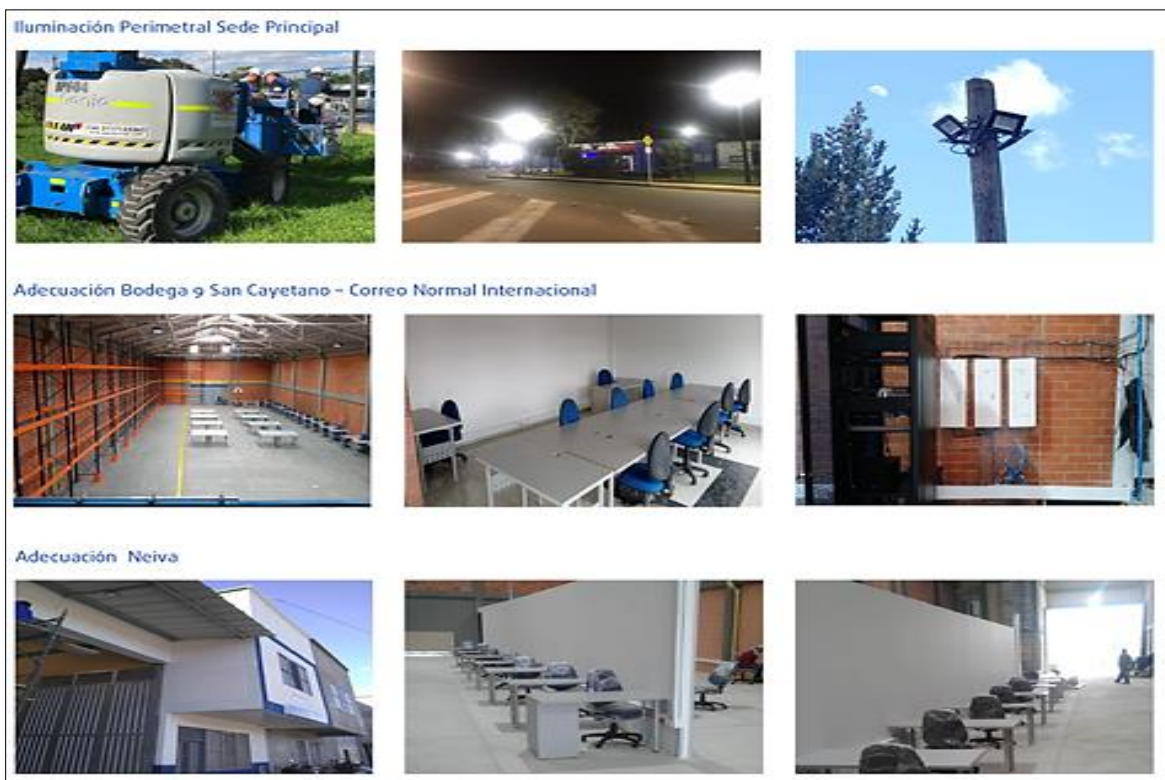 Iluminación Perimetral Sede Principal
Adecuación Bodega 9 San Cayetano - Correo Normal Internacional
Adecuación Neiva